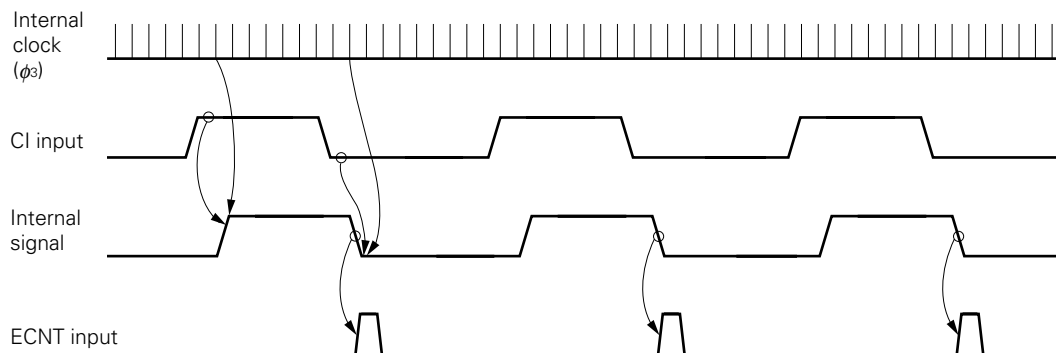 Internal
clock
(ϕ3)
CI input
Internal
signal
ECNT input